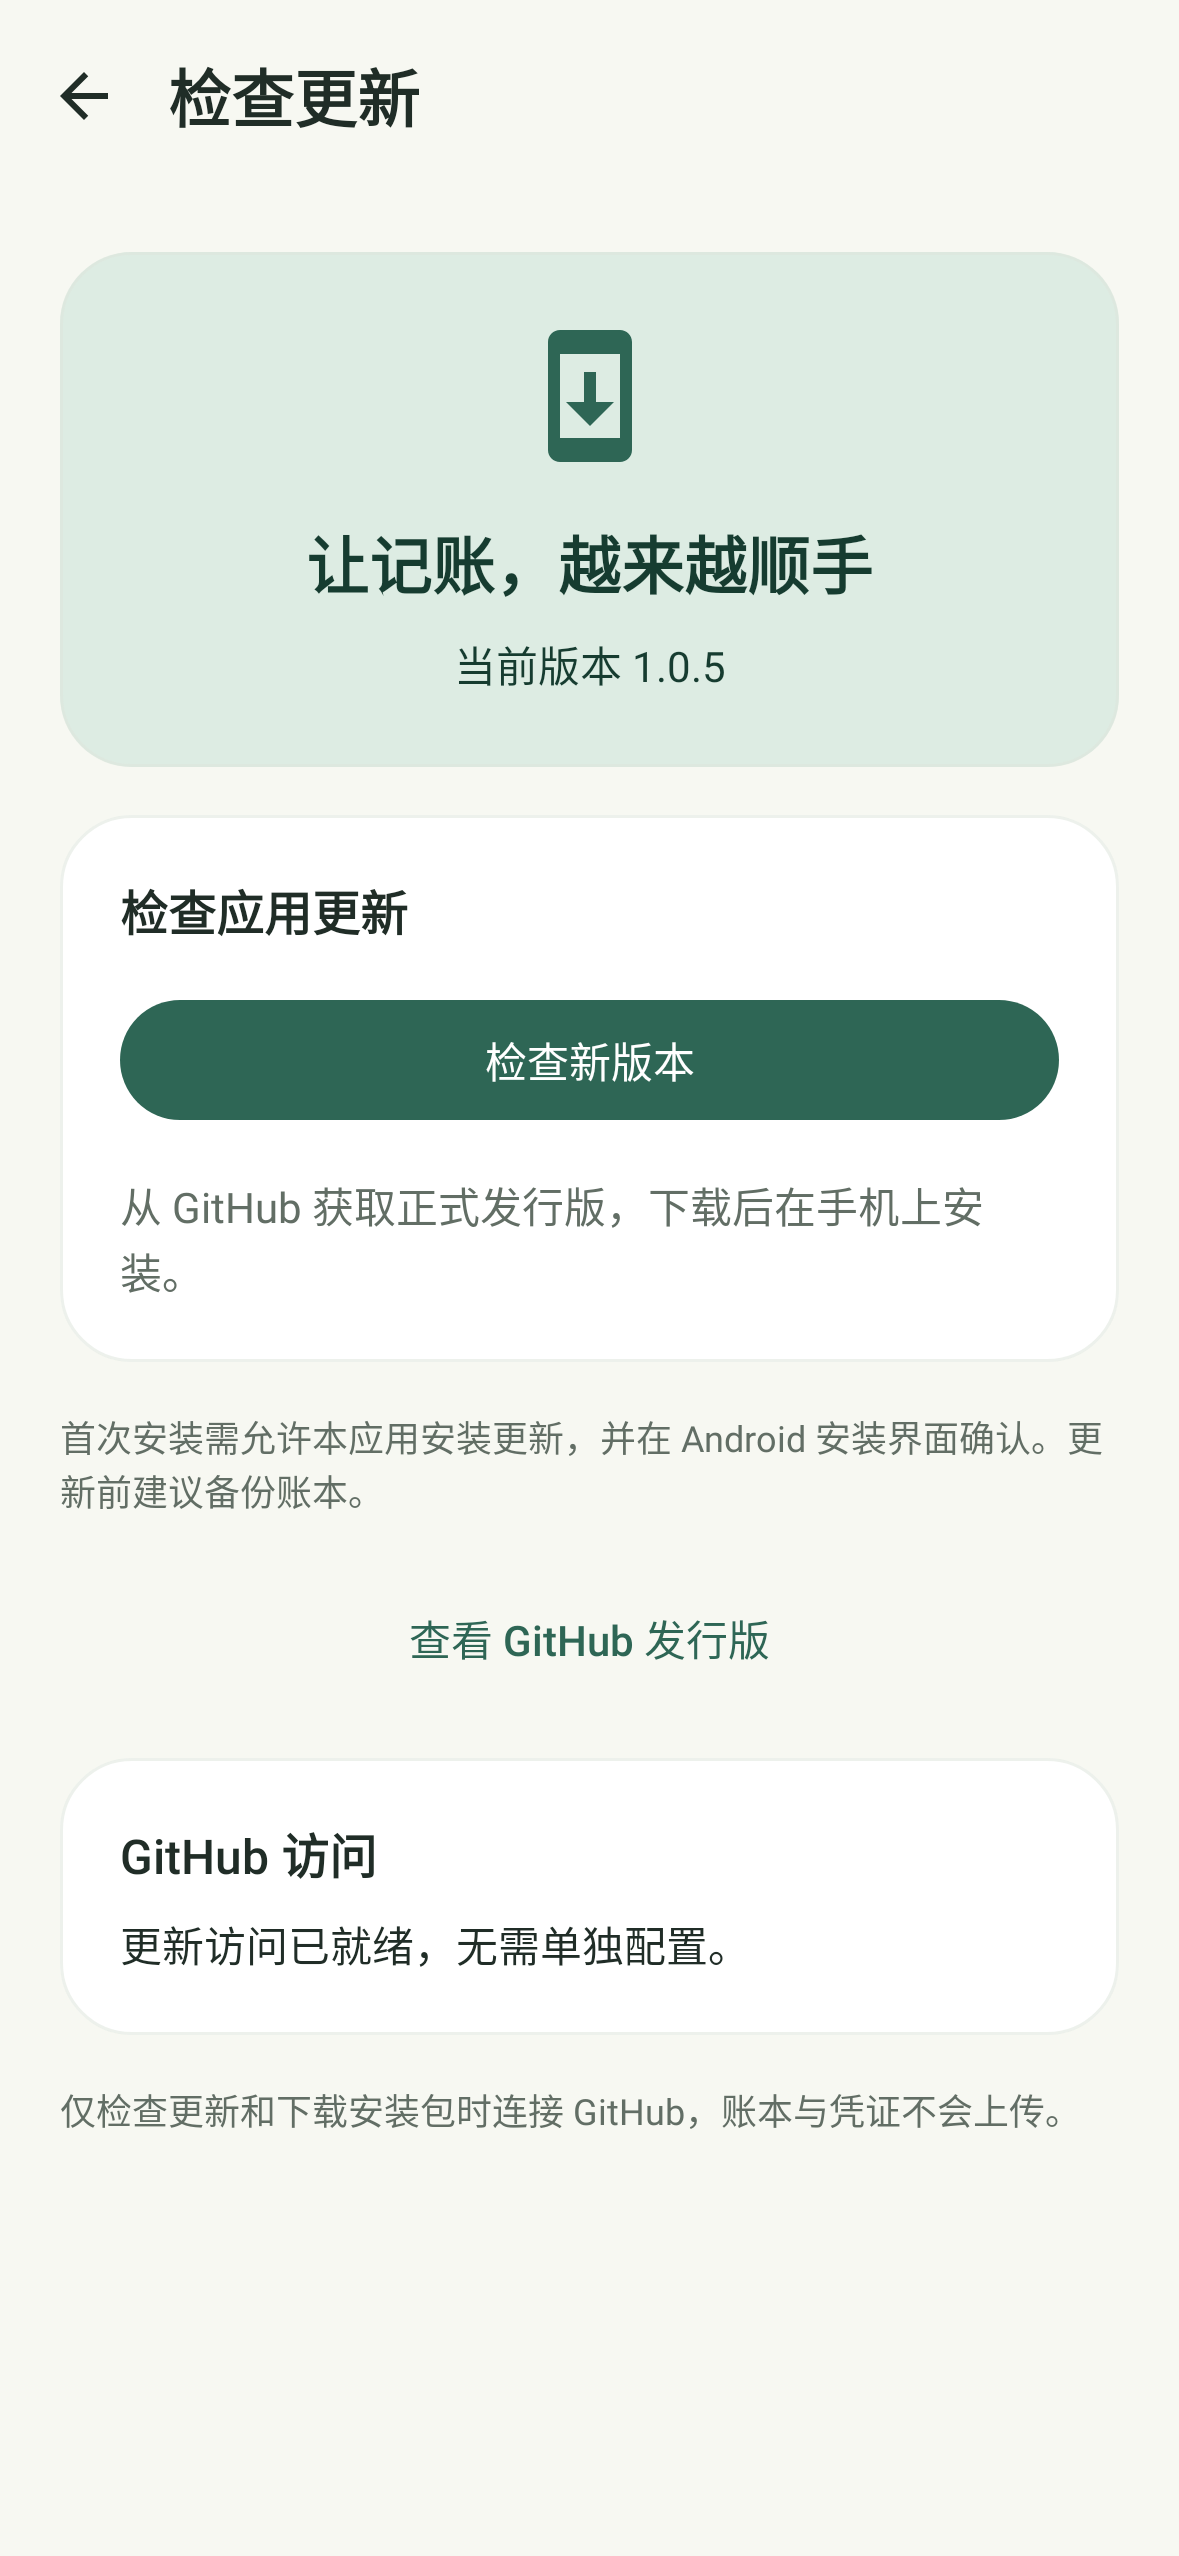 检查更新
让记账，越来越顺手
当前版本 1.0.5
检查应用更新
检查新版本
从 GitHub 获取正式发行版，下载后在手机上安
装。
首次安装需允许本应用安装更新，并在 Android 安装界面确认。更
新前建议备份账本。
查看 GitHub 发行版
GitHub 访问
更新访问已就绪，无需单独配置。
仅检查更新和下载安装包时连接 GitHub，账本与凭证不会上传。